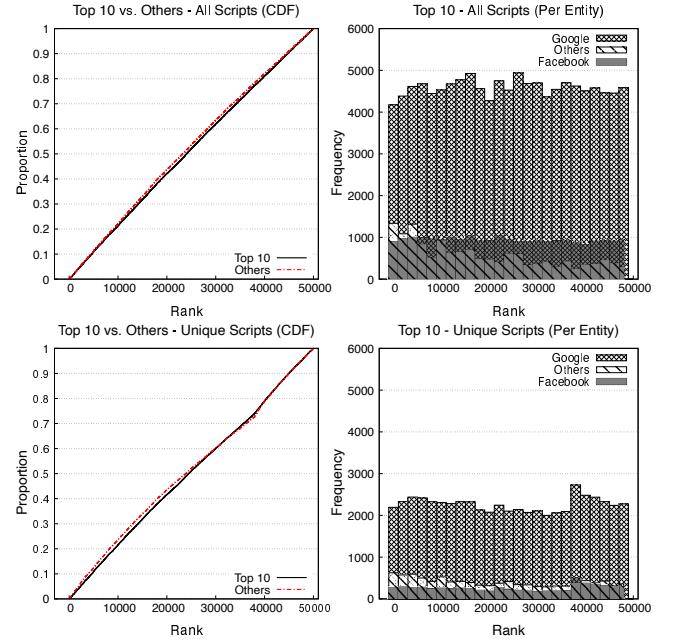 Top 10 vs. Others - All Scripts (CDF)
1
0.9
0.8
0.7
0.6
0.5
0.4
0.3
0.2
0.1
0
Proportion
Top 10
Others
0 10000 20000 30000 40000 50000
Rank
Top 10 - All Scripts (Per Entity)
6000
5000
4000
3000
2000
1000
0
Frequency
Google
Others
Facebook
0 10000 20000 30000 40000 50000
Rank
Top 10 vs. Others - Unique Scripts (CDF)
1
0.9
0.8
0.7
0.6
0.5
0.4
0.3
0.2
0.1
0
Proportion
Top 10
Others
0 10000 20000 30000 40000 50000
Rank
Top 10 - Unique Scripts (Per Entity)
6000
5000
4000
3000
2000
1000
0
Frequency
Google
Others
Facebook
0 10000 20000 30000 40000 50000
Rank